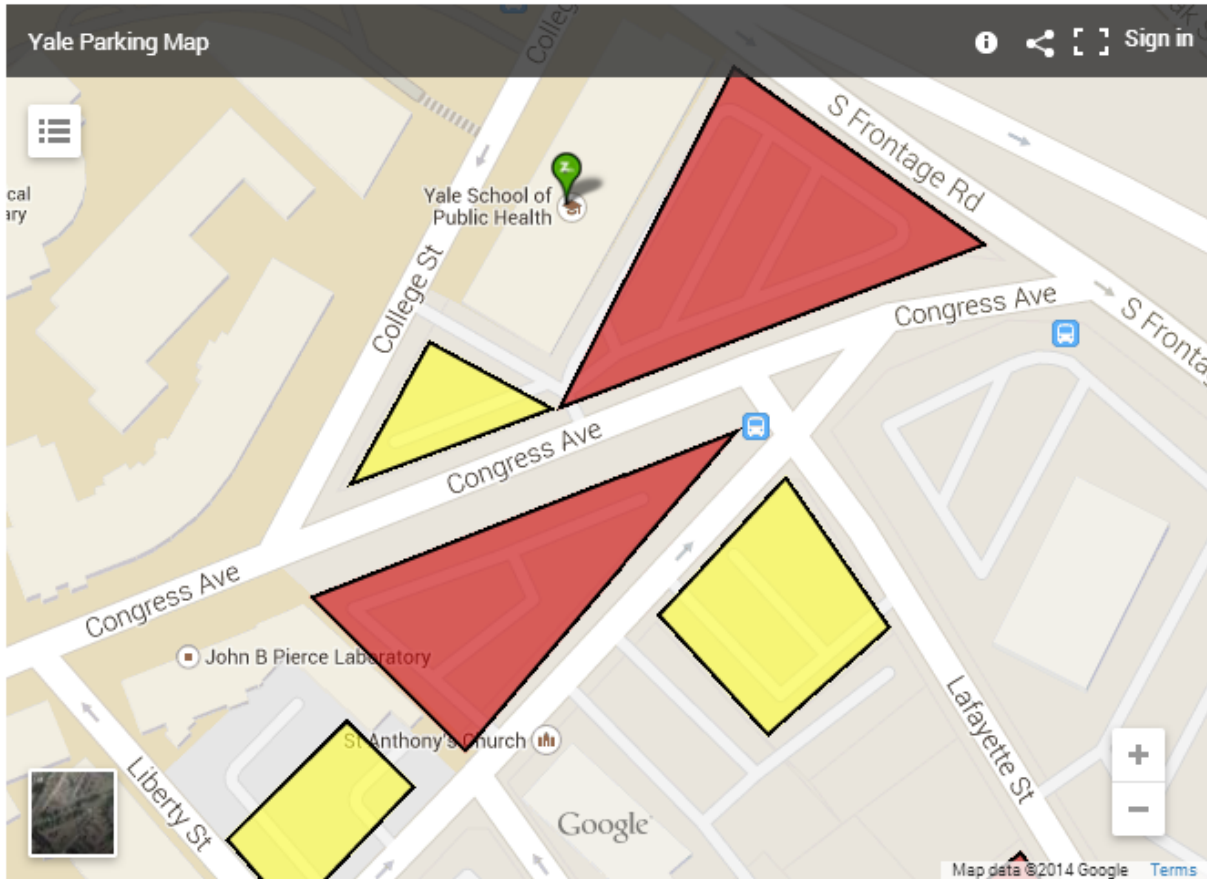 Yale Parking Map
Sign in
College
S Frontage Rd
cal
ary
Yale School of
Public Health
College St
Congress Ave
S Fronta
Congress Ave
Congress Ave
John B Pierce Laboratory
St Anthony's Church
Liberty St
Lafayette St
Google
Map data ©2014 Google
Terms